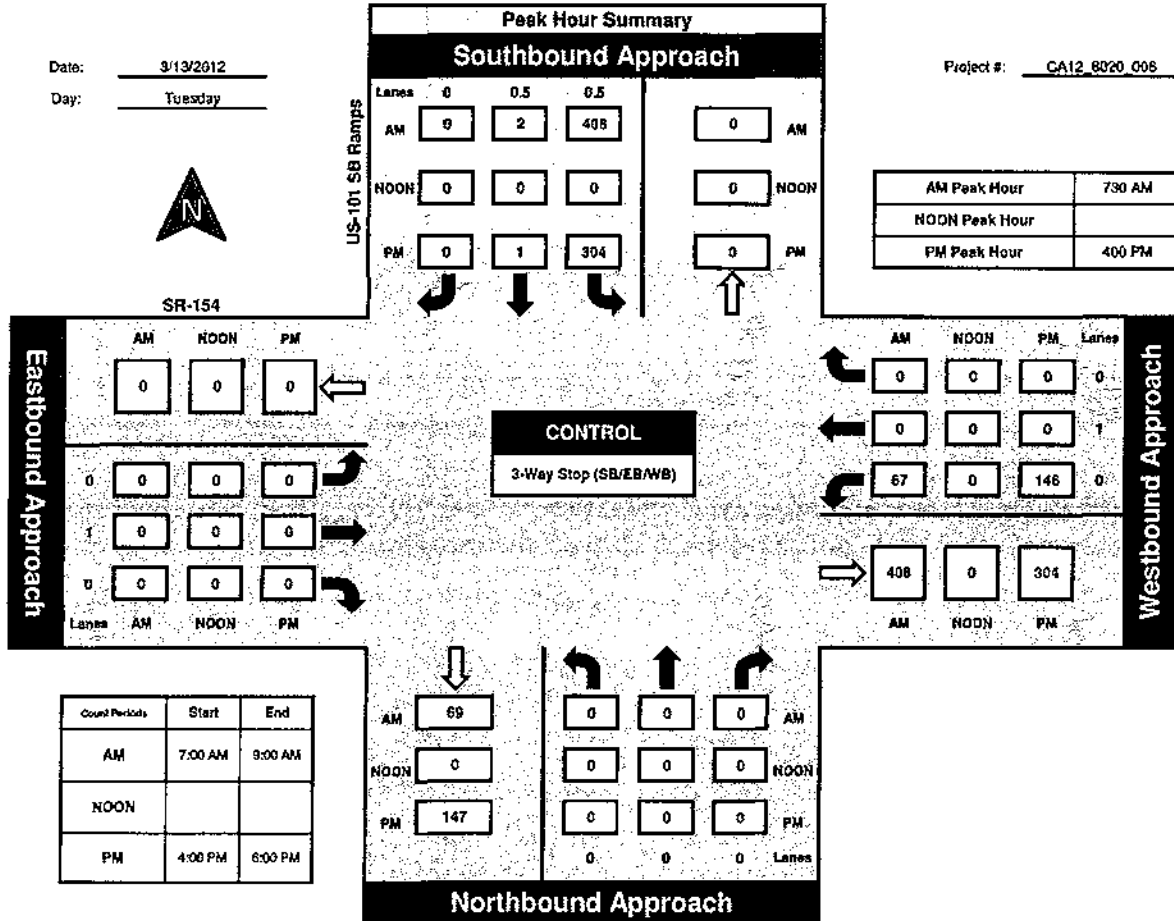 Peak Hour Summary
Southbound Approach
Date: 3/13/2012
Day: Tuesday
Project #: CA12_6020_006
US-101 SB Ramps
Lanes 0 0.5 0.5
AM 0 2 408 0 AM
NOON 0 0 0 0 NOON
PM 0 1 304 0 PM
N
AM Peak Hour 730 AM
NOON Peak Hour
PM Peak Hour 400 PM
SR-154
Eastbound Approach
AM NOON PM
0 0 0
0 0 0 0
1 0 0 0
0 0 0 0
Lanes AM NOON PM
CONTROL
3-Way Stop (SB/EB/WB)
Westbound Approach
AM NOON PM Lanes
0 0 0 0
0 0 0 1
67 0 146 0
408 0 304
AM NOON PM
Count Periods Start End
AM 7:00 AM 9:00 AM
NOON
PM 4:00 PM 6:00 PM
AM 69 0 0 0 AM
NOON 0 0 0 0 NOON
PM 147 0 0 0 PM
0 0 0 Lanes
Northbound Approach